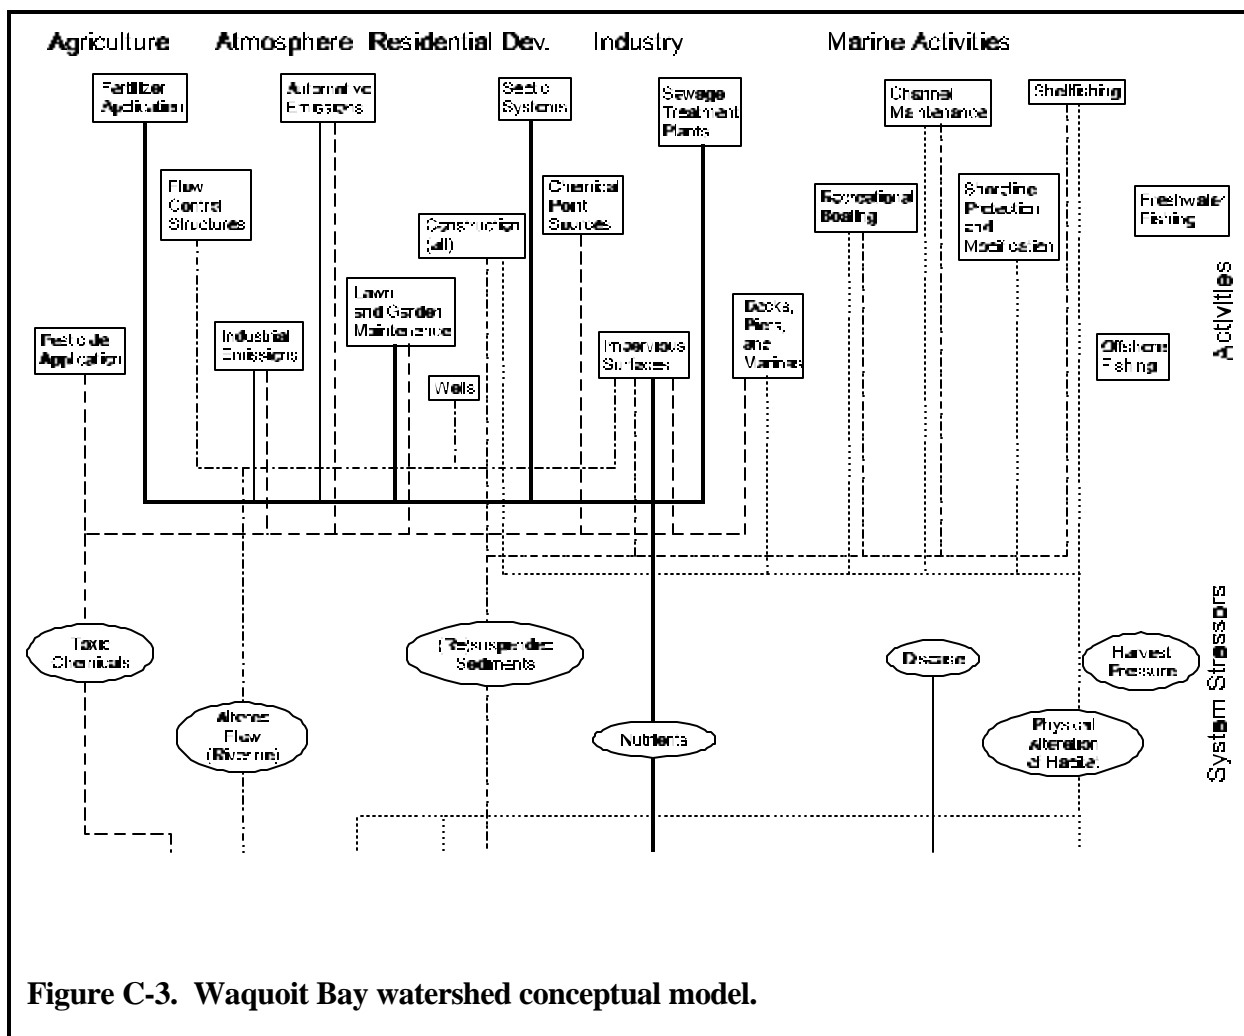 Agriculture
Atmosphere
Residential Dev.
Industry
Marine Activities
Fertilizer
Application
Automotive
Emissions
Septic
Systems
Sewage
Treatment
Plants
Channel
Maintenance
Shellfishing
Flow
Control
Structures
Construction
(all)
Chemical
Point
Sources
Recreational
Boating
Shoreline
Protection
and
Modification
Freshwater
Fishing
Pesticide
Application
Industrial
Emissions
Lawn
and Garden
Maintenance
Wells
Impervious
Surfaces
Docks,
Piers,
and
Marinas
Offshore
Fishing
Activities
Toxic
Chemicals
Altered
Flow
(Riverine)
(Re)suspended
Sediments
Nutrients
Disease
Physical
Alteration
of Habitat
Harvest
Pressure
System Stressors
Figure C-3. Waquoit Bay watershed conceptual model.